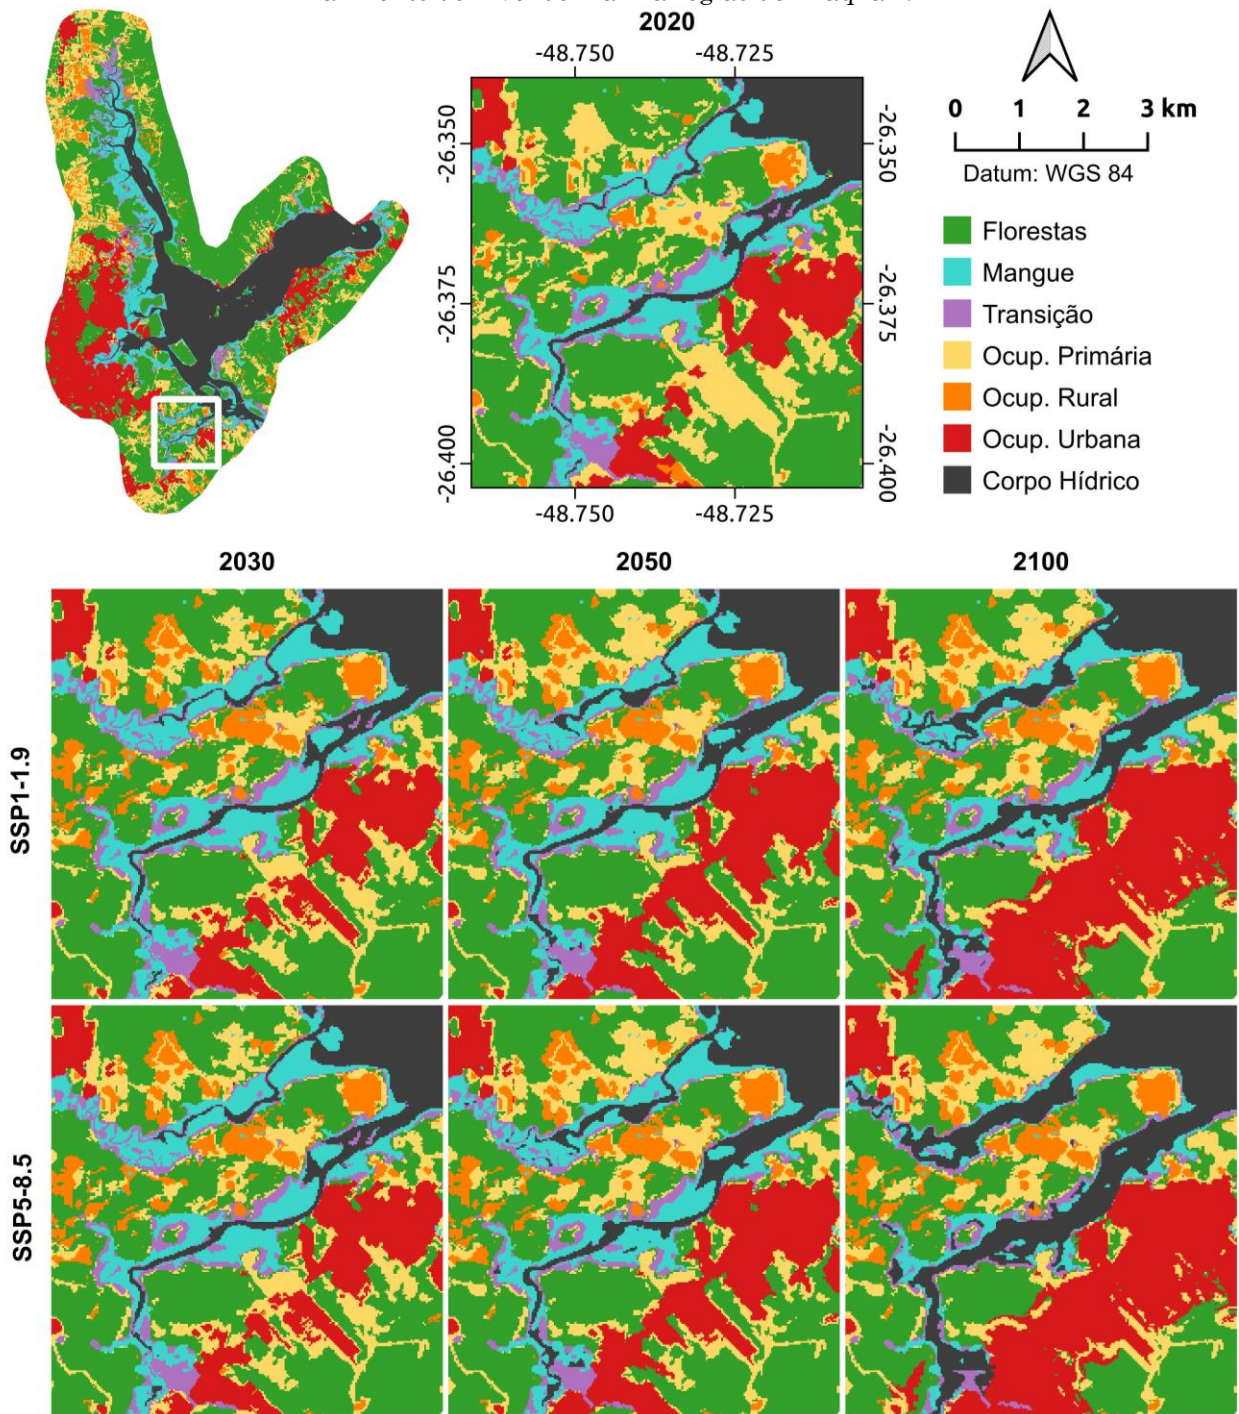 2020
-48.750 -48.725
-26.350 -26.350
-26.375 -26.375
-26.400 -26.400
-48.750 -48.725
0 1 2 3 km
Datum: WGS 84
Florestas
Mangue
Transição
Ocup. Primária
Ocup. Rural
Ocup. Urbana
Corpo Hídrico
2030 2050 2100
SSP1-1.9
SSP5-8.5